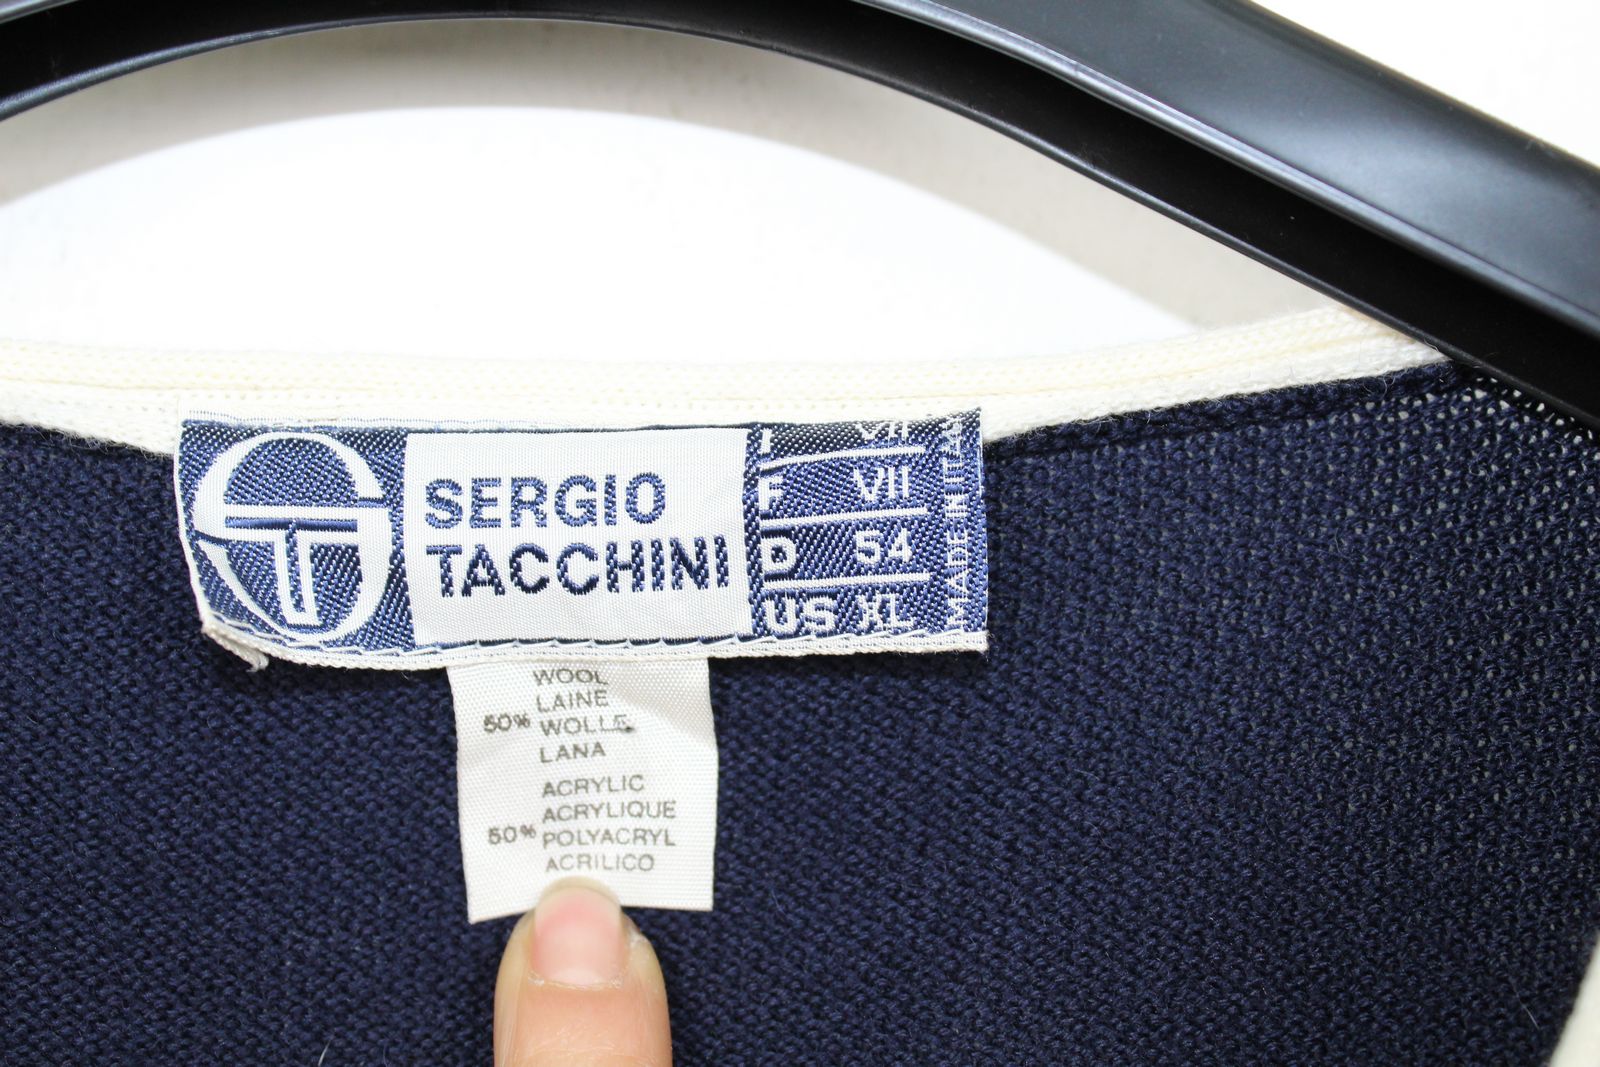 SERGIO
TACCHINI
I VII
F VII
D 54
US XL
MADE IN ITALY
WOOL
LAINE
50% WOLLE
LANA
ACRYLIC
ACRYLIQUE
50% POLYACRYL
ACRILICO